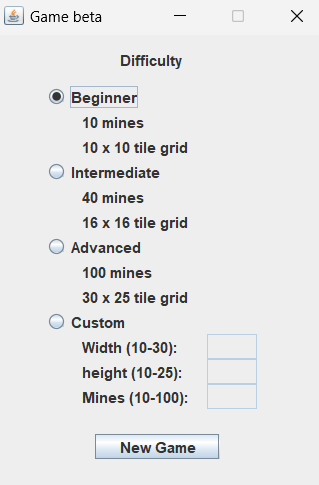 Game beta
Difficulty
Beginner
10 mines
10 x 10 tile grid
Intermediate
40 mines
16 x 16 tile grid
Advanced
100 mines
30 x 25 tile grid
Custom
Width (10-30):
height (10-25):
Mines (10-100):
New Game